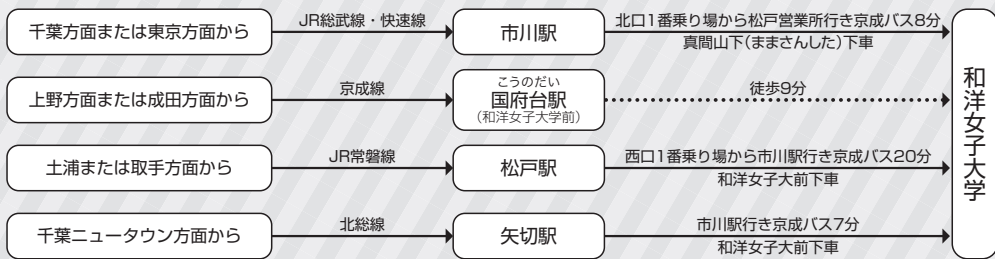 千葉方面または東京方面から
JR総武線・快速線
市川駅
北口1番乗り場から松戸営業所行き京成バス8分
真間山下(ままさんした)下車
上野方面または成田方面から
京成線
こうのだい
国府台駅
(和洋女子大学前)
徒歩9分
土浦または取手方面から
JR常磐線
松戸駅
西口1番乗り場から市川駅行き京成バス20分
和洋女子大前下車
千葉ニュータウン方面から
北総線
矢切駅
市川駅行き京成バス7分
和洋女子大前下車
和洋女子大学